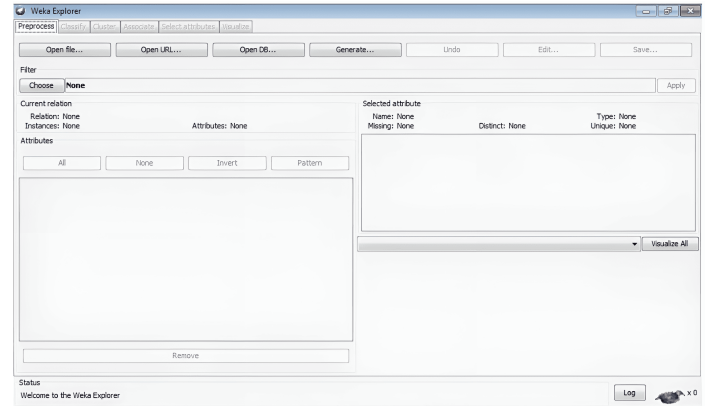 Weka Explorer
Preprocess Classify Cluster Associate Select attributes Visualize
Open file... Open URL... Open DB... Generate... Undo Edit... Save...
Filter
Choose None Apply
Current relation
Relation: None
Instances: None Attributes: None
Attributes
All None Invert Pattern
Remove
Selected attribute
Name: None Type: None
Missing: None Distinct: None Unique: None
Visualize All
Status
Welcome to the Weka Explorer
Log x 0